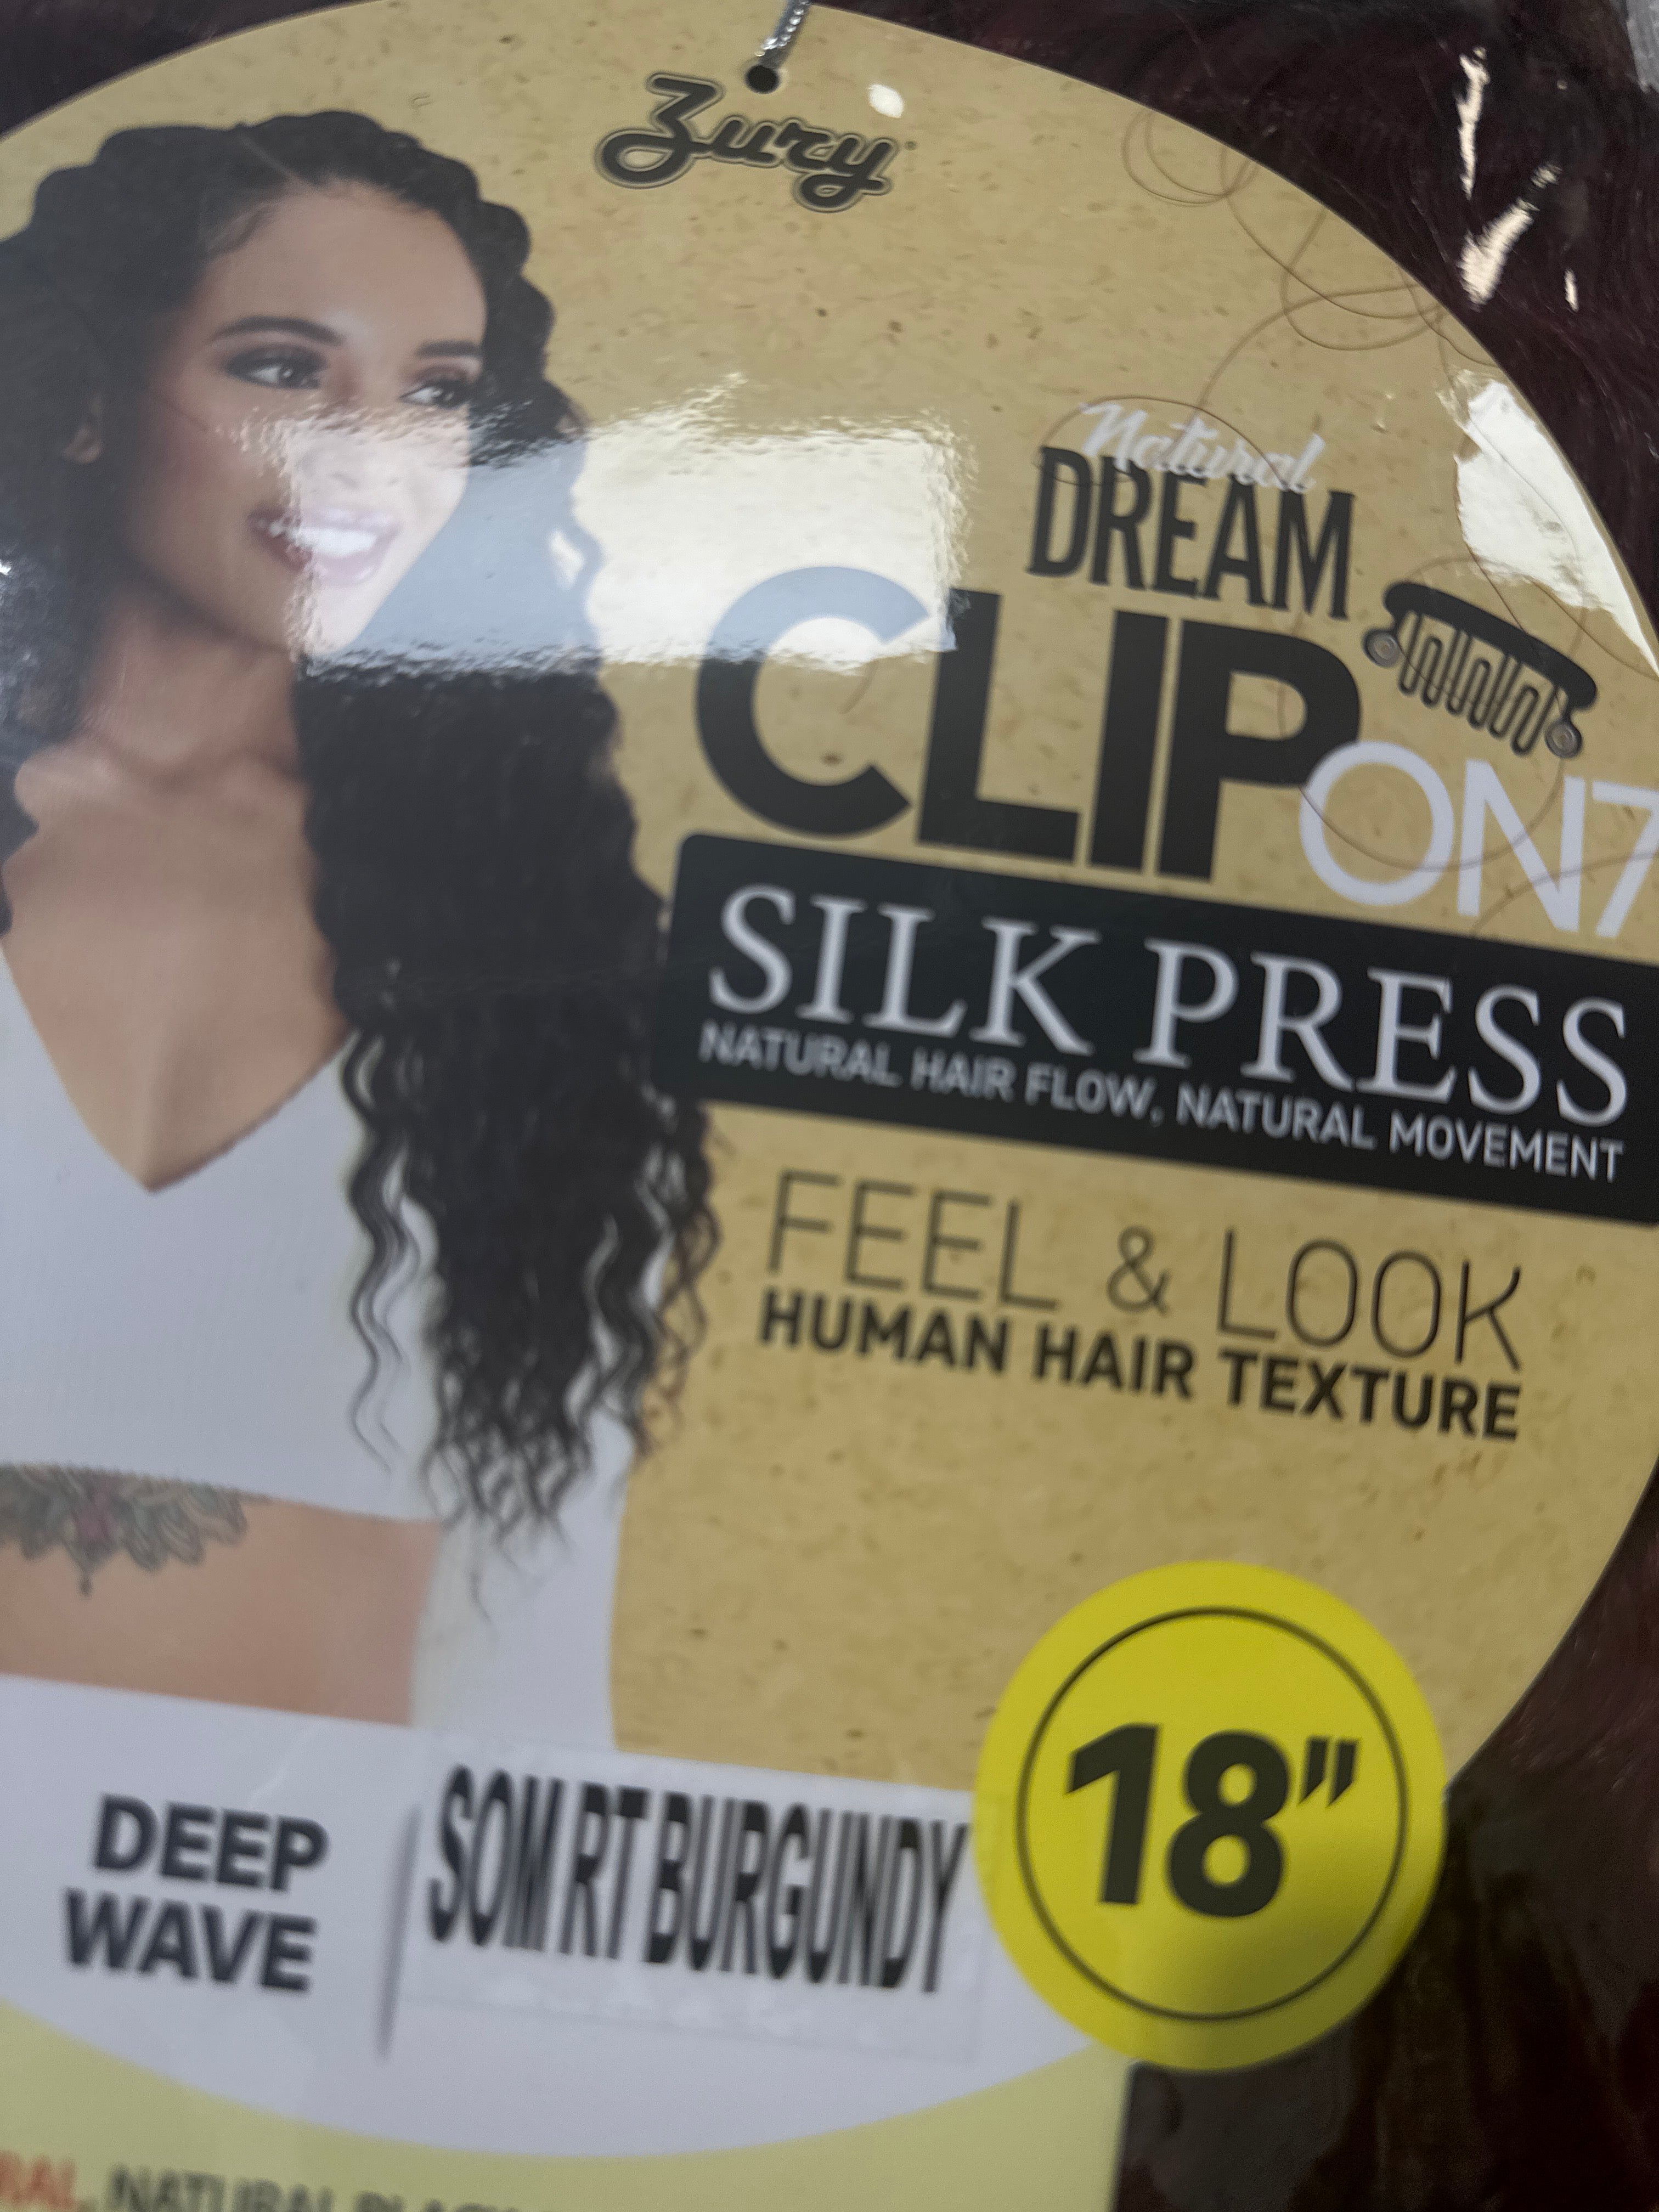 Zury
Natural
DREAM
CLIP ON7
SILK PRESS
NATURAL HAIR FLOW, NATURAL MOVEMENT
FEEL & LOOK
HUMAN HAIR TEXTURE
18"
DEEP
WAVE
SOM RT BURGUNDY
NATURAL